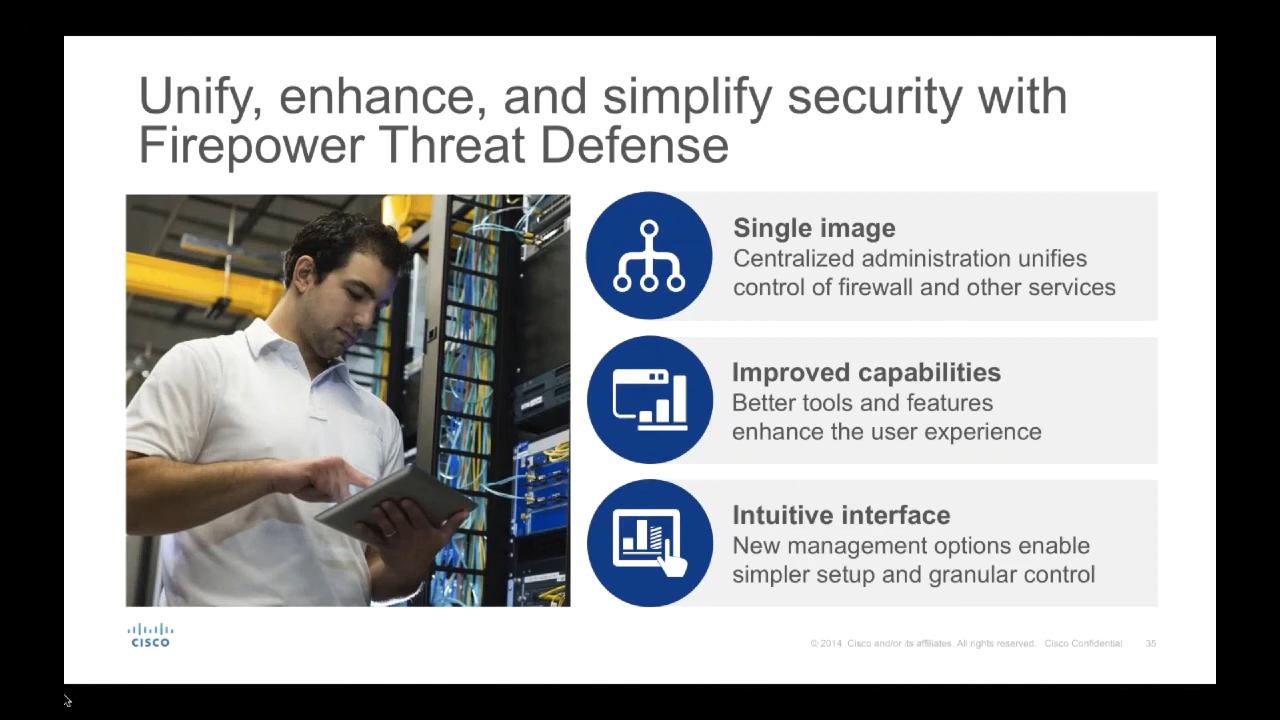 Unify, enhance, and simplify security with
Firepower Threat Defense
Single image
Centralized administration unifies
control of firewall and other services
Improved capabilities
Better tools and features
enhance the user experience
Intuitive interface
New management options enable
simpler setup and granular control
CISCO
© 2014 Cisco and/or its affiliates. All rights reserved. Cisco Confidential 35